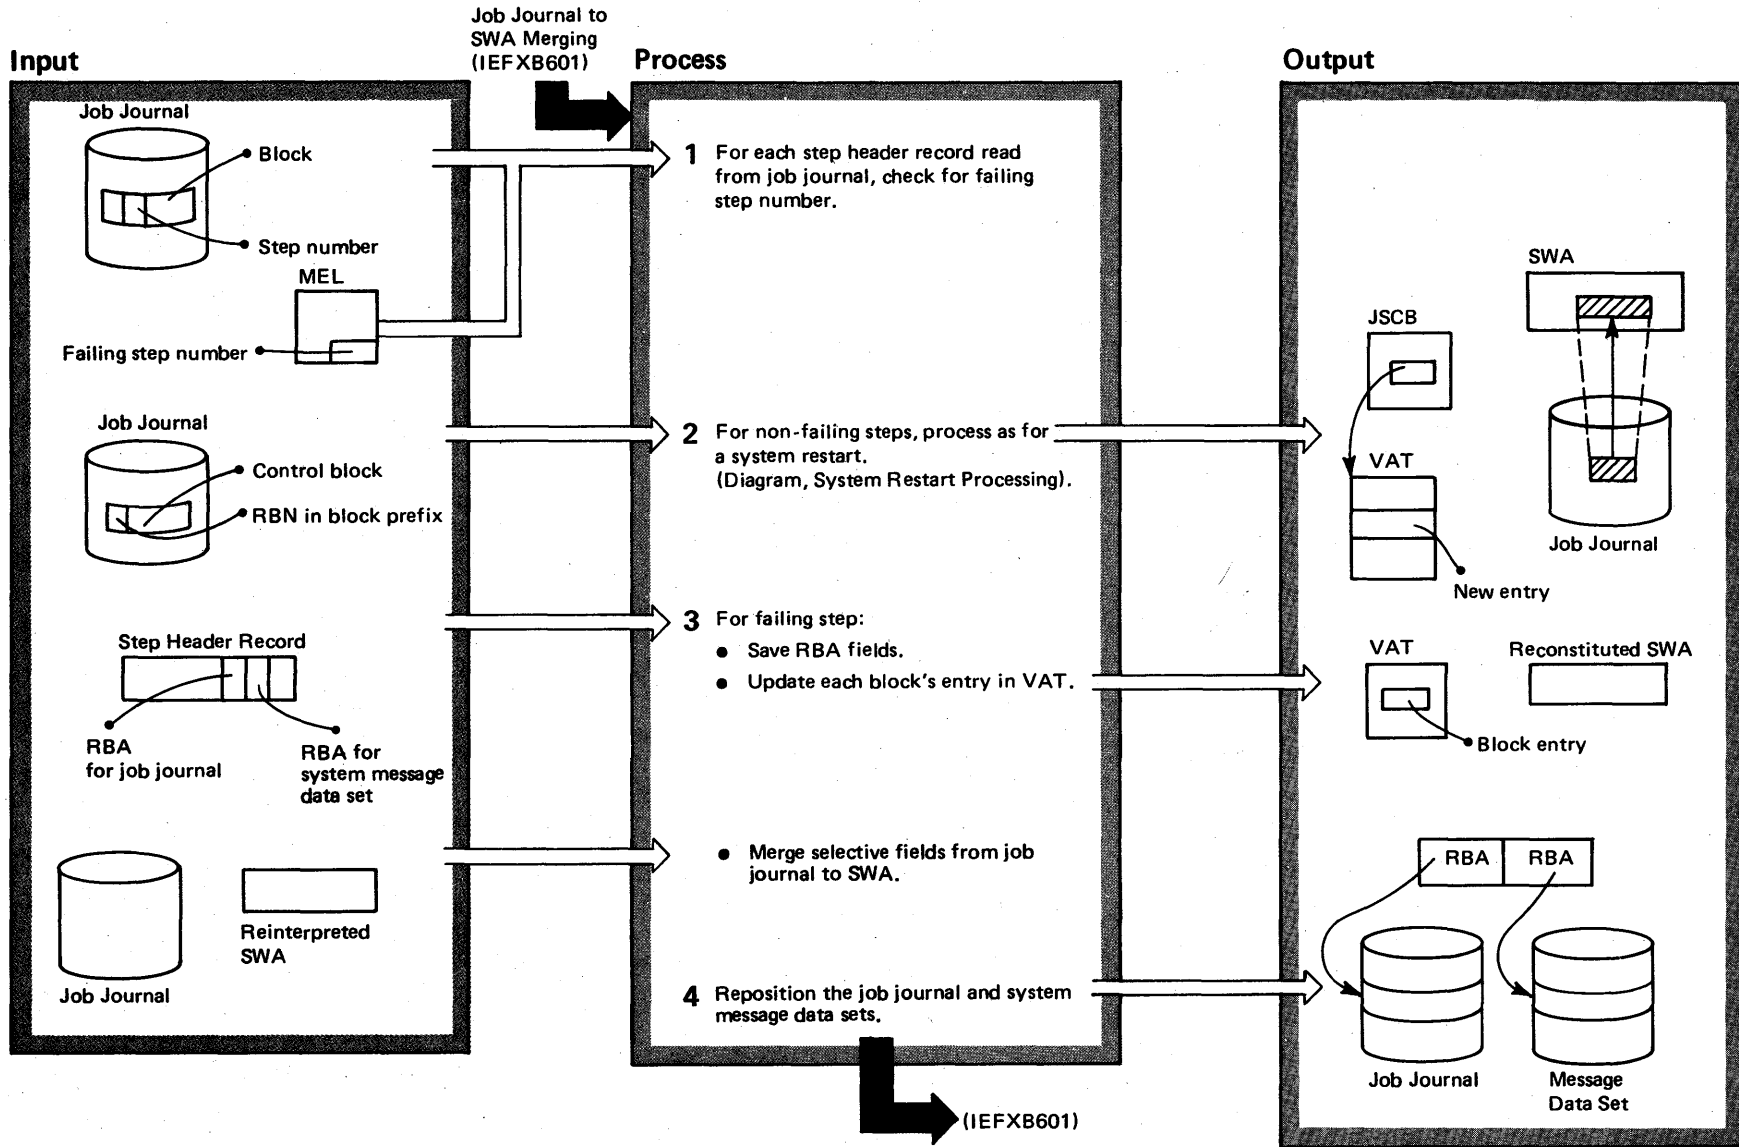 Job Journal to
SWA Merging
(IEFXB601)
Input
Process
Output
Job Journal
Block
Step number
MEL
Failing step number
1 For each step header record read
from job journal, check for failing
step number.
SWA
JSCB
Job Journal
Control block
RBN in block prefix
2 For non-failing steps, process as for
a system restart.
(Diagram, System Restart Processing).
VAT
Job Journal
New entry
Step Header Record
RBA
for job journal
RBA for
system message
data set
3 For failing step:
● Save RBA fields.
● Update each block's entry in VAT.
VAT
Reconstituted SWA
Block entry
Reinterpreted
SWA
Job Journal
● Merge selective fields from job
journal to SWA.
RBA RBA
4 Reposition the job journal and system
message data sets.
Job Journal
Message
Data Set
(IEFXB601)